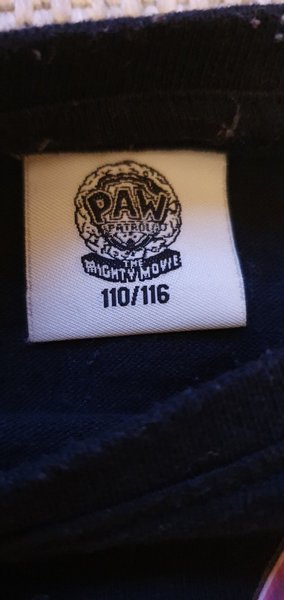 PAW
PATROL
THE
MIGHTY MOVIE
110/116